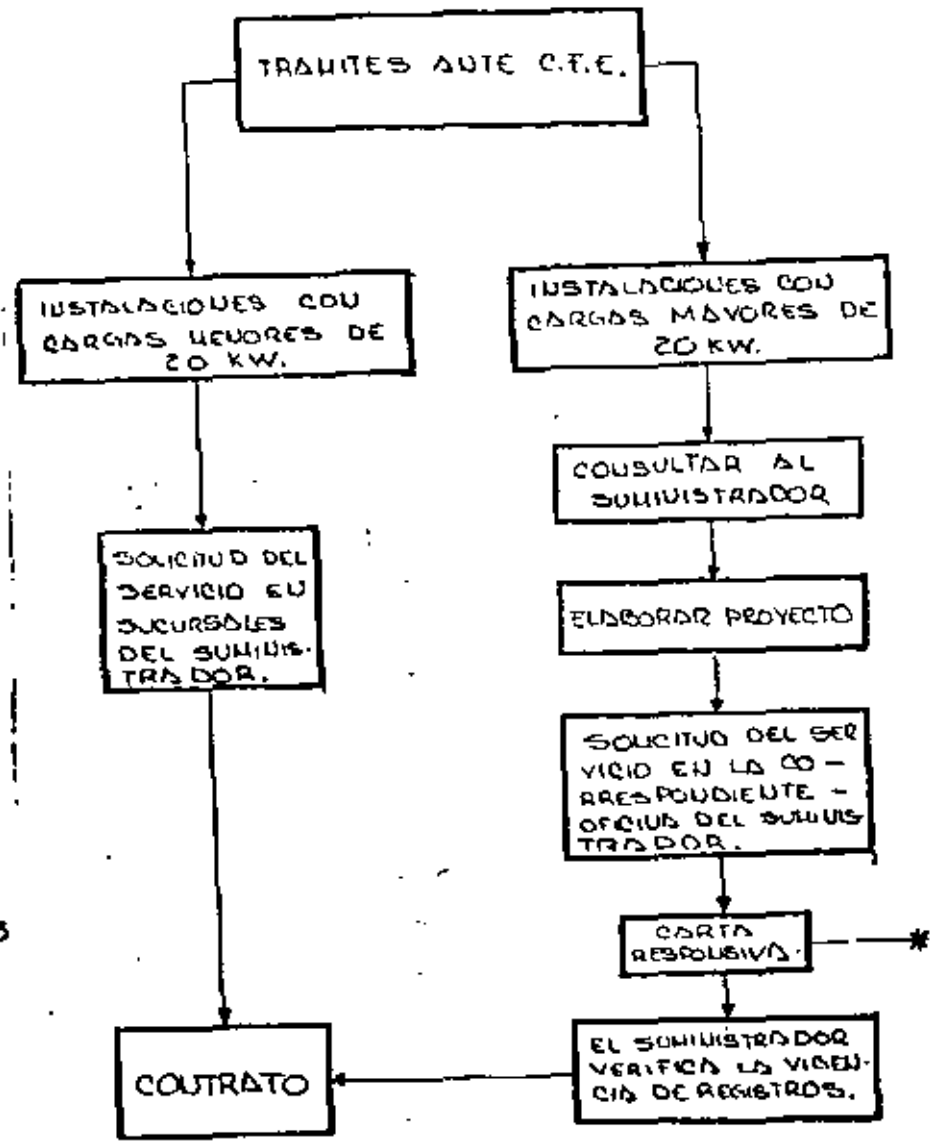 TRAMITES ANTE C.F.E.
INSTALACIONES CON
CARGAS MENORES DE
20 KW.
INSTALACIONES CON
CARGAS MAYORES DE
20 KW.
CONSULTAR AL
SUMINISTRADOR
SOLICITUD DEL
SERVICIO EN
SUCURSALES
DEL SUMINIS-
TRADOR.
ELABORAR PROYECTO
SOLICITUD DEL SER
VICIO EN LA CO-
RRESPONDIENTE -
OFICINA DEL SUMINIS
TRADOR.
CARTA
RESPONSIVA.
*
EL SUMINISTRADOR
VERIFICA LA VIGEN-
CIA DE REGISTROS.
CONTRATO